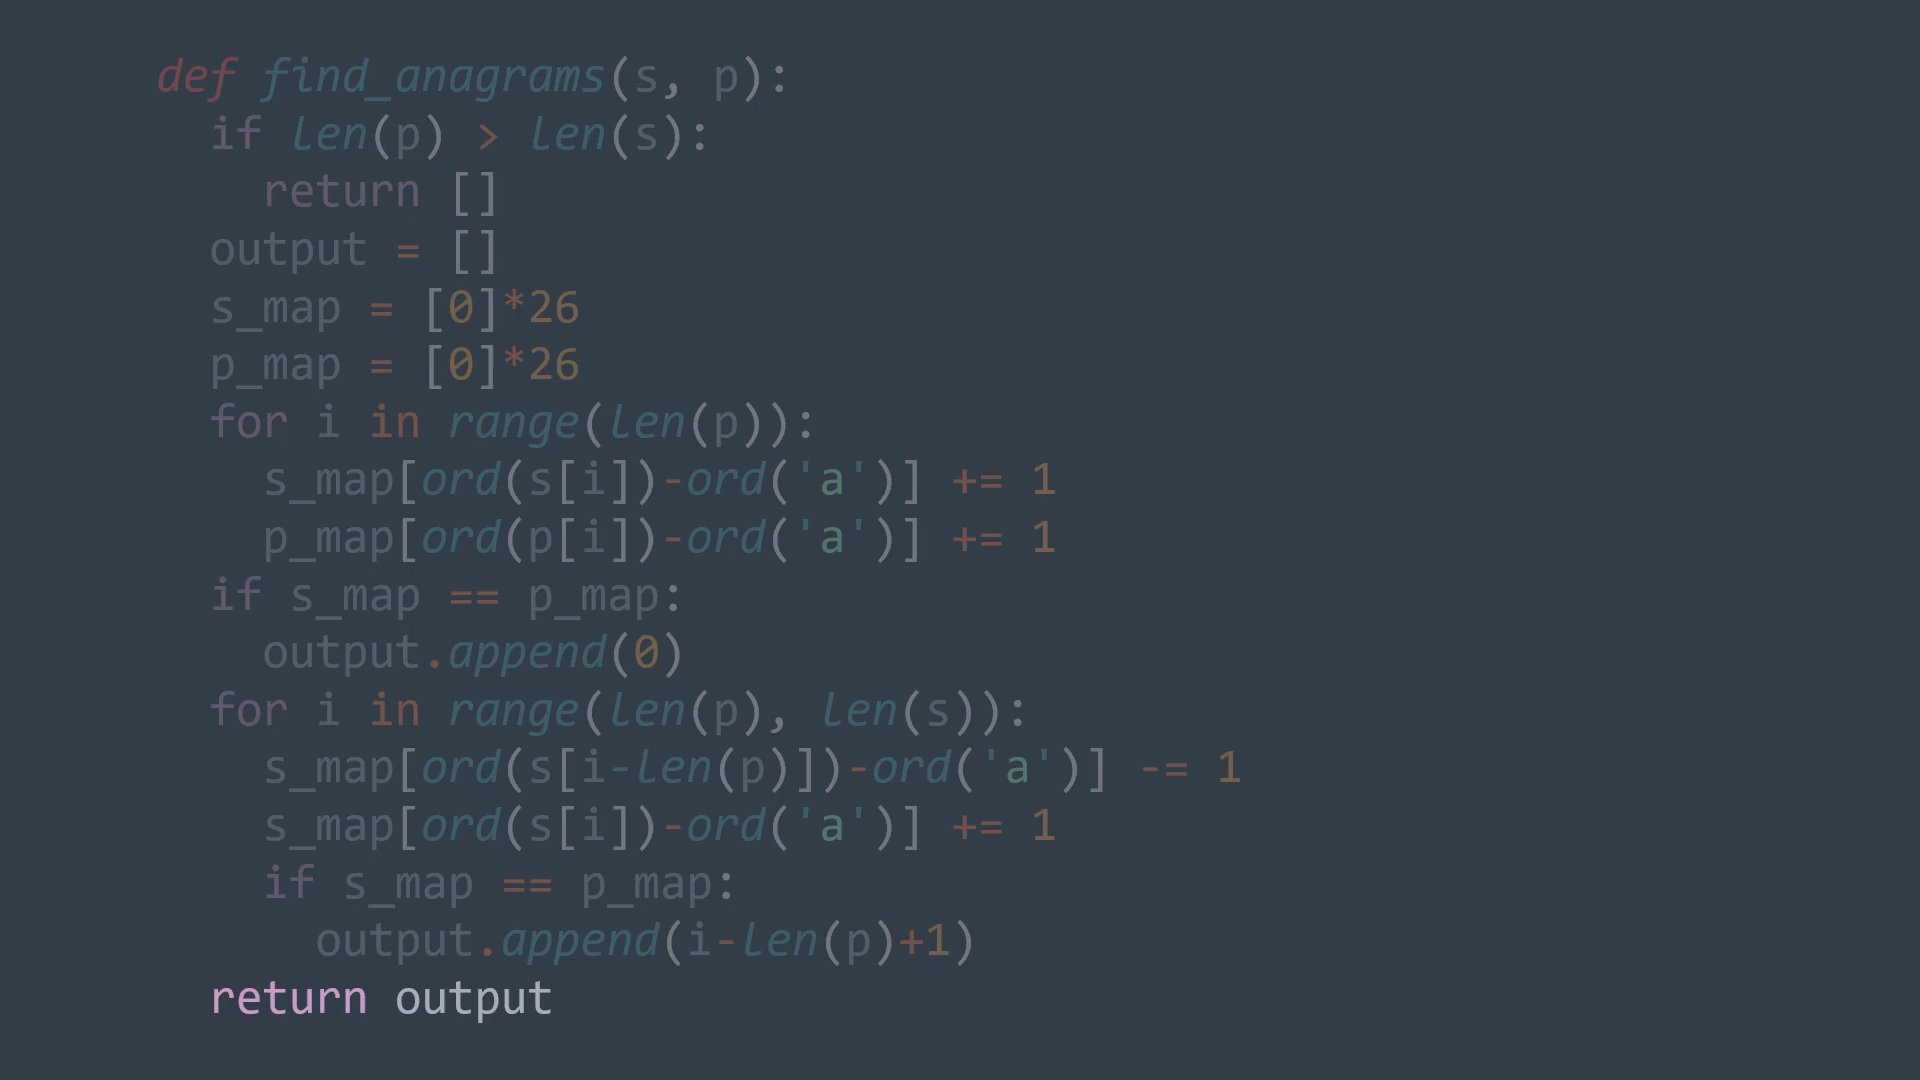 def find_anagrams(s, p):
  if len(p) > len(s):
    return []
  output = []
  s_map = [0]*26
  p_map = [0]*26
  for i in range(len(p)):
    s_map[ord(s[i])-ord('a')] += 1
    p_map[ord(p[i])-ord('a')] += 1
  if s_map == p_map:
    output.append(0)
  for i in range(len(p), len(s)):
    s_map[ord(s[i-len(p)])-ord('a')] -= 1
    s_map[ord(s[i])-ord('a')] += 1
    if s_map == p_map:
      output.append(i-len(p)+1)
  return output